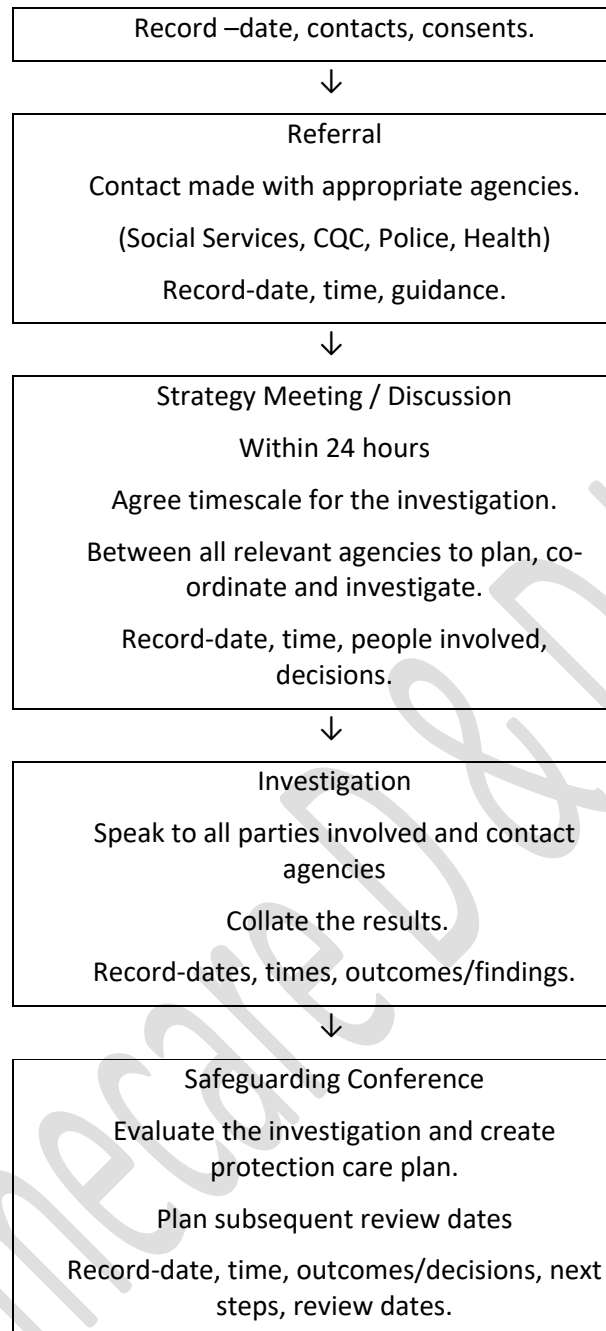 Record –date, contacts, consents.
↓
Referral
Contact made with appropriate agencies.
(Social Services, CQC, Police, Health)
Record-date, time, guidance.
↓
Strategy Meeting / Discussion
Within 24 hours
Agree timescale for the investigation.
Between all relevant agencies to plan, co-
ordinate and investigate.
Record-date, time, people involved,
decisions.
↓
Investigation
Speak to all parties involved and contact
agencies
Collate the results.
Record-dates, times, outcomes/findings.
↓
Safeguarding Conference
Evaluate the investigation and create
protection care plan.
Plan subsequent review dates
Record-date, time, outcomes/decisions, next
steps, review dates.